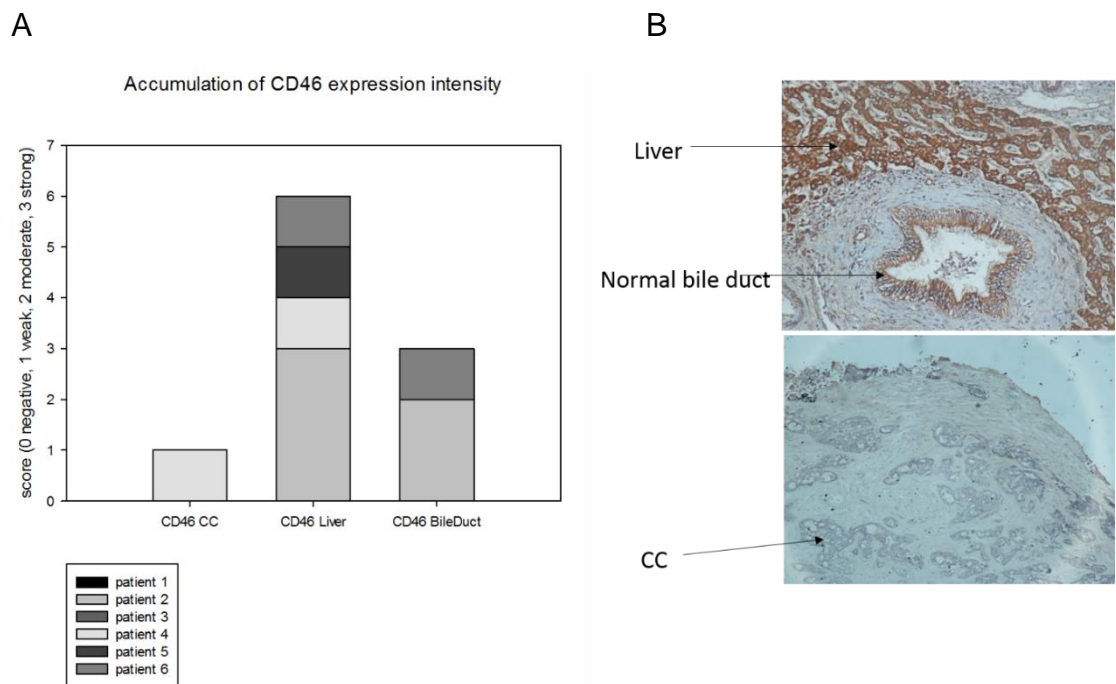 A
B
Accumulation of CD46 expression intensity
score (0 negative, 1 weak, 2 moderate, 3 strong)
7
6
5
4
3
2
1
0
CD46 CC
CD46 Liver
CD46 BileDuct
patient 1
patient 2
patient 3
patient 4
patient 5
patient 6
Liver
Normal bile duct
CC